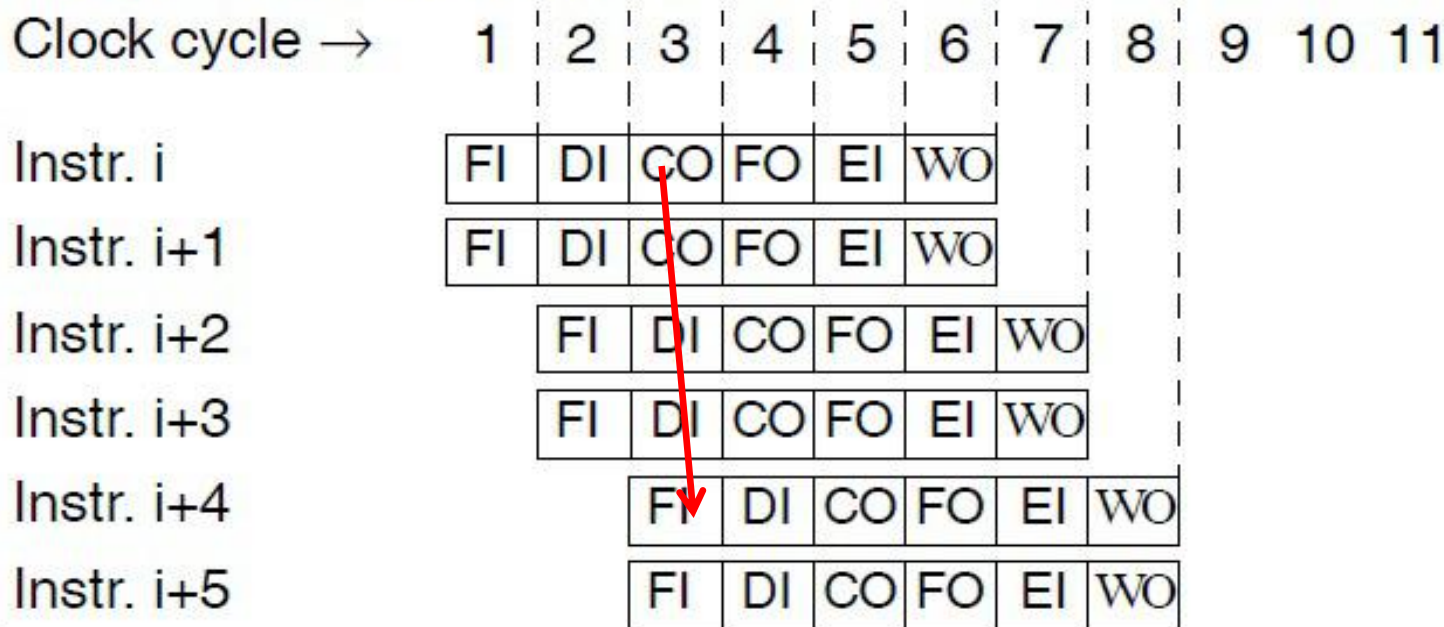 Clock cycle → 1 2 3 4 5 6 7 8 9 10 11
Instr. i FI DI CO FO EI WO
Instr. i+1 FI DI CO FO EI WO
Instr. i+2 FI DI CO FO EI WO
Instr. i+3 FI DI CO FO EI WO
Instr. i+4 FI DI CO FO EI WO
Instr. i+5 FI DI CO FO EI WO